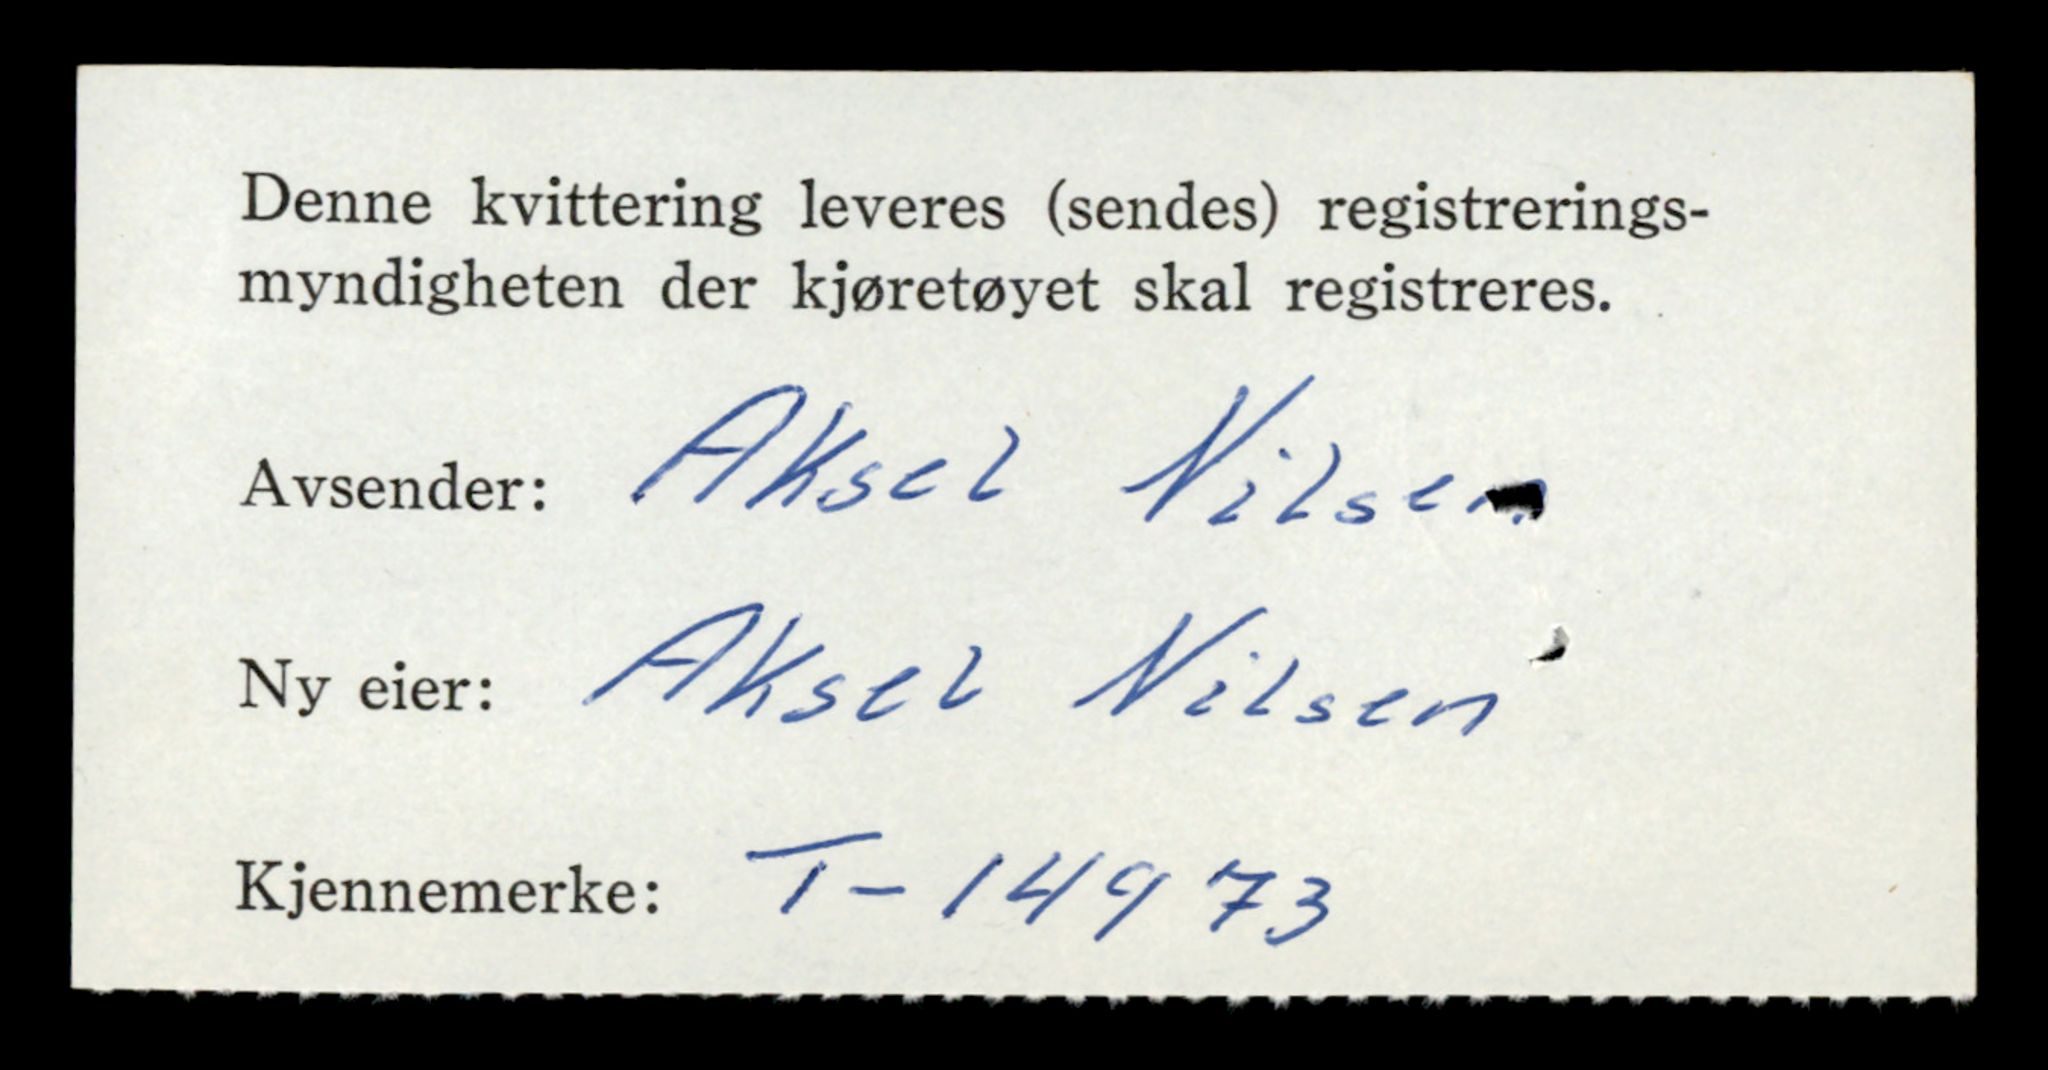 Denne kvittering leveres (sendes) registrerings-
myndigheten der kjøretøyet skal registreres.
Avsender: Aksel Nilsen
Ny eier: Aksel Nilsen
Kjennemerke: T-14973